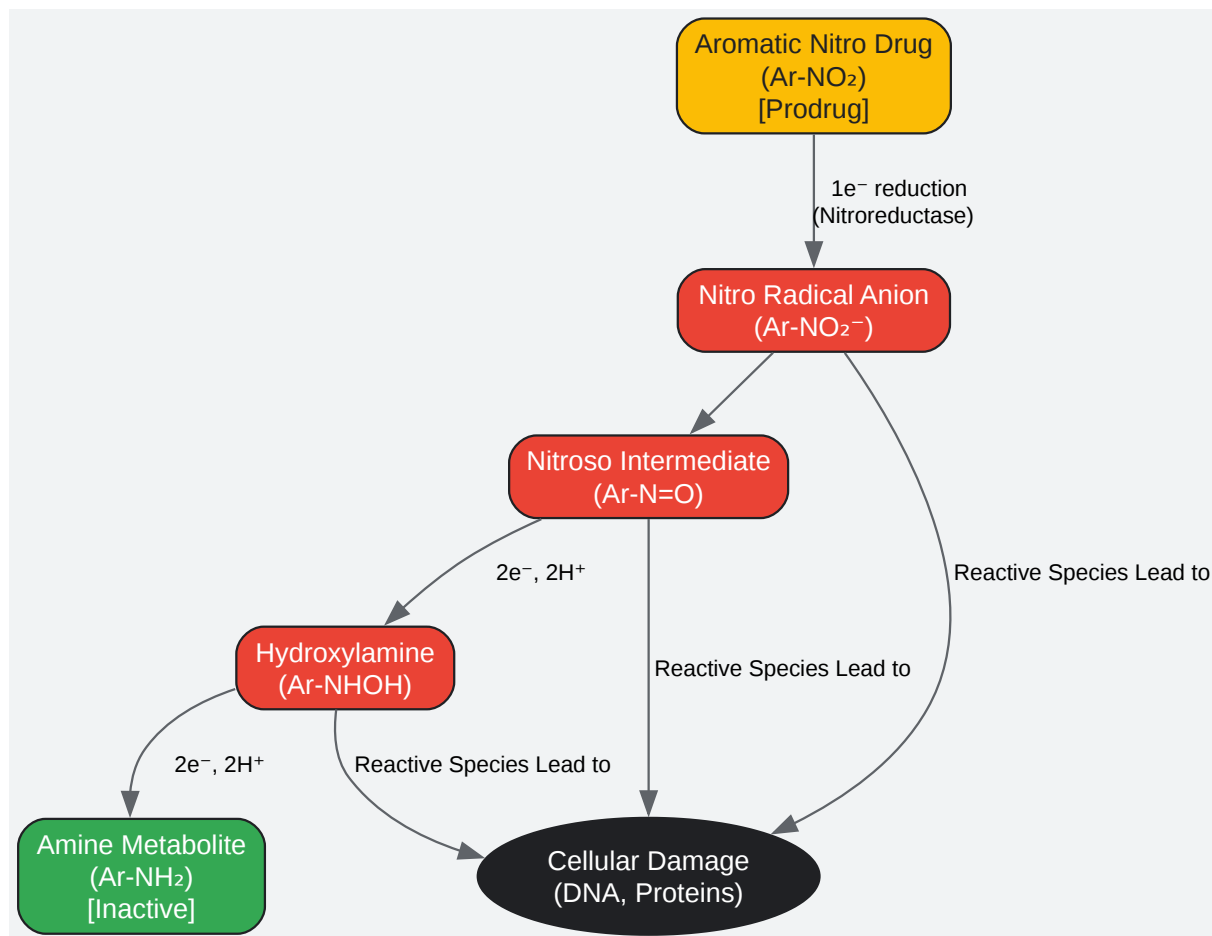 Aromatic Nitro Drug
(Ar-NO₂)
[Prodrug]
1e⁻ reduction
(Nitroreductase)
Nitro Radical Anion
(Ar-NO₂⁻)
Nitroso Intermediate
(Ar-N=O)
2e⁻, 2H⁺
Reactive Species Lead to
Hydroxylamine
(Ar-NHOH)
Reactive Species Lead to
2e⁻, 2H⁺
Reactive Species Lead to
Amine Metabolite
(Ar-NH₂)
[Inactive]
Cellular Damage
(DNA, Proteins)